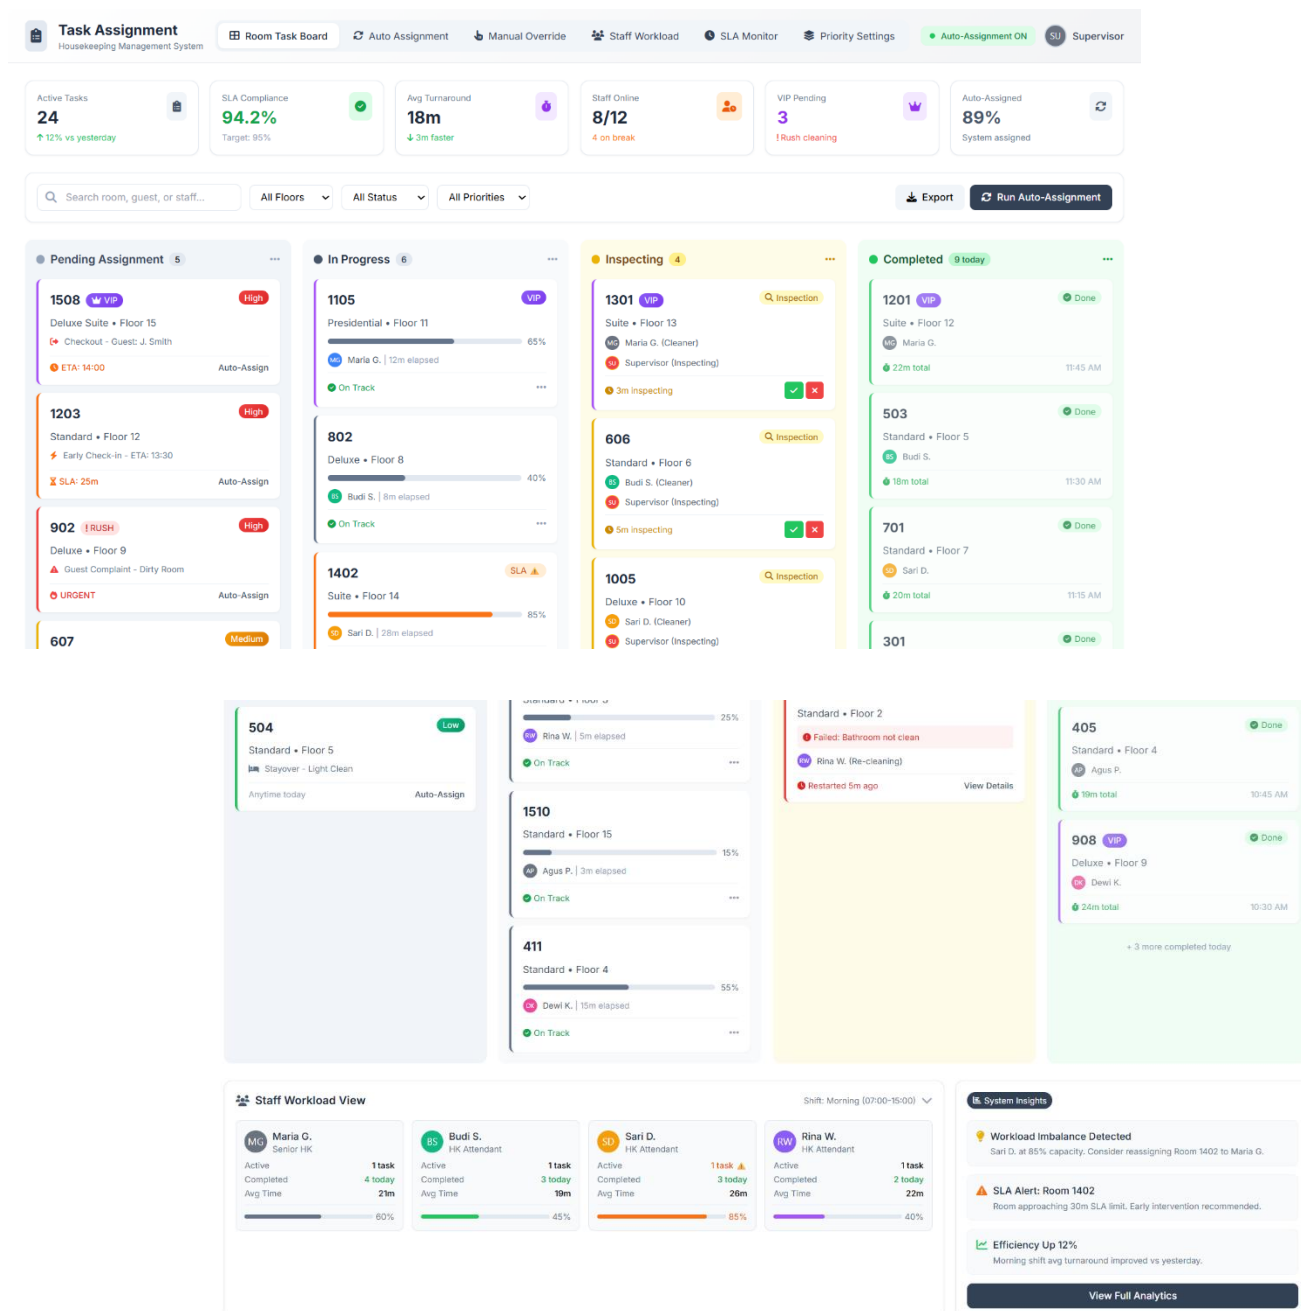 Task Assignment
Housekeeping Management System
Room Task Board
Auto Assignment
Manual Override
Staff Workload
SLA Monitor
Priority Settings
Auto-Assignment ON
SU
Supervisor
Active Tasks
24
12% vs yesterday
SLA Compliance
94.2%
Target: 95%
Avg Turnaround
18m
3m faster
Staff Online
8/12
4 on break
VIP Pending
3
! Rush cleaning
Auto-Assigned
89%
System assigned
Search room, guest, or staff...
All Floors
All Status
All Priorities
Export
Run Auto-Assignment
Pending Assignment 5
1508 VIP High
Deluxe Suite • Floor 15
Checkout - Guest: J. Smith
ETA: 14:00 Auto-Assign
1203 High
Standard • Floor 12
Early Check-in - ETA: 13:30
SLA: 25m Auto-Assign
902 ! RUSH High
Deluxe • Floor 9
Guest Complaint - Dirty Room
URGENT Auto-Assign
607 Medium
In Progress 6
1105 VIP
Presidential • Floor 11
65%
MG Maria G. | 12m elapsed
On Track
802
Deluxe • Floor 8
40%
BS Budi S. | 8m elapsed
On Track
1402 SLA
Suite • Floor 14
85%
SD Sari D. | 28m elapsed
Inspecting 4
1301 VIP Inspection
Suite • Floor 13
MG Maria G. (Cleaner)
SU Supervisor (Inspecting)
3m inspecting
606 Inspection
Standard • Floor 6
BS Budi S. (Cleaner)
SU Supervisor (Inspecting)
5m inspecting
1005 Inspection
Deluxe • Floor 10
SD Sari D. (Cleaner)
SU Supervisor (Inspecting)
Completed 9 today
1201 VIP Done
Suite • Floor 12
MG Maria G.
22m total 11:45 AM
503 Done
Standard • Floor 5
BS Budi S.
18m total 11:30 AM
701 Done
Standard • Floor 7
SD Sari D.
20m total 11:15 AM
301 Done
504 Low
Standard • Floor 5
Stayover - Light Clean
Anytime today Auto-Assign
25%
RW Rina W. | 5m elapsed
On Track
1510
Standard • Floor 15
15%
AP Agus P. | 3m elapsed
On Track
411
Standard • Floor 4
55%
DK Dewi K. | 15m elapsed
On Track
Standard • Floor 2
Failed: Bathroom not clean
RW Rina W. (Re-cleaning)
Restarted 5m ago View Details
405 Done
Standard • Floor 4
AP Agus P.
19m total 10:45 AM
908 VIP Done
Deluxe • Floor 9
DK Dewi K.
24m total 10:30 AM
+ 3 more completed today
Staff Workload View
Shift: Morning (07:00-15:00)
MG Maria G.
Senior HK
Active 1 task
Completed 4 today
Avg Time 21m
60%
BS Budi S.
HK Attendant
Active 1 task
Completed 3 today
Avg Time 19m
45%
SD Sari D.
HK Attendant
Active 1 task
Completed 3 today
Avg Time 26m
85%
RW Rina W.
HK Attendant
Active 1 task
Completed 2 today
Avg Time 22m
40%
System Insights
Workload Imbalance Detected
Sari D. at 85% capacity. Consider reassigning Room 1402 to Maria G.
SLA Alert: Room 1402
Room approaching 30m SLA limit. Early intervention recommended.
Efficiency Up 12%
Morning shift avg turnaround improved vs yesterday.
View Full Analytics